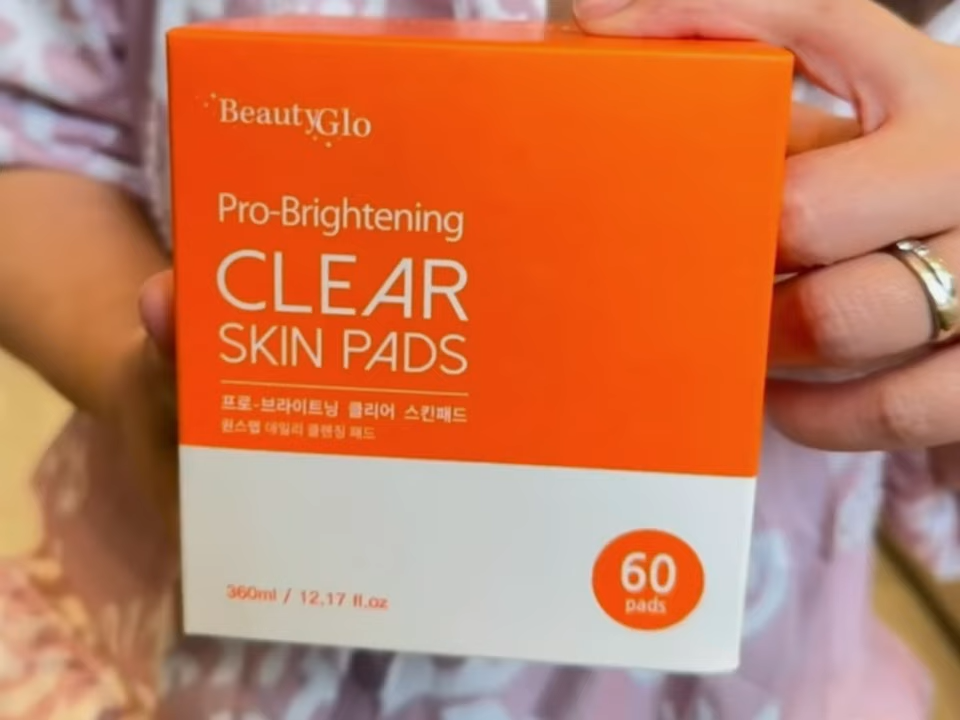 BeautyGlo
Pro-Brightening
CLEAR
SKIN PADS
프로-브라이트닝 클리어 스킨패드
원스텝 데일리 클렌징 패드
360ml / 12.17 fl.oz
60
pads